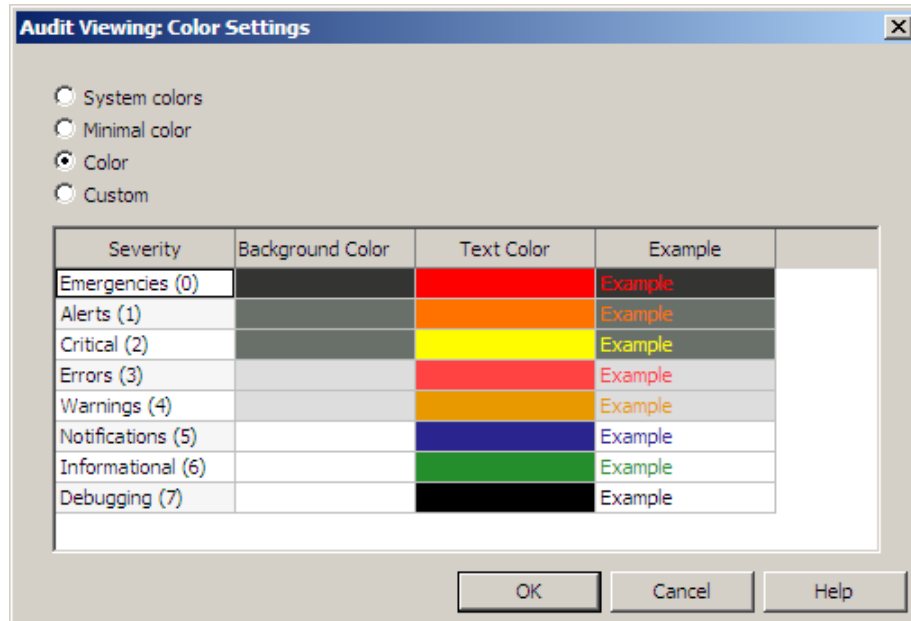 Audit Viewing: Color Settings
System colors
Minimal color
Color
Custom
Severity Background Color Text Color Example
Emergencies (0) Example
Alerts (1) Example
Critical (2) Example
Errors (3) Example
Warnings (4) Example
Notifications (5) Example
Informational (6) Example
Debugging (7) Example
OK Cancel Help